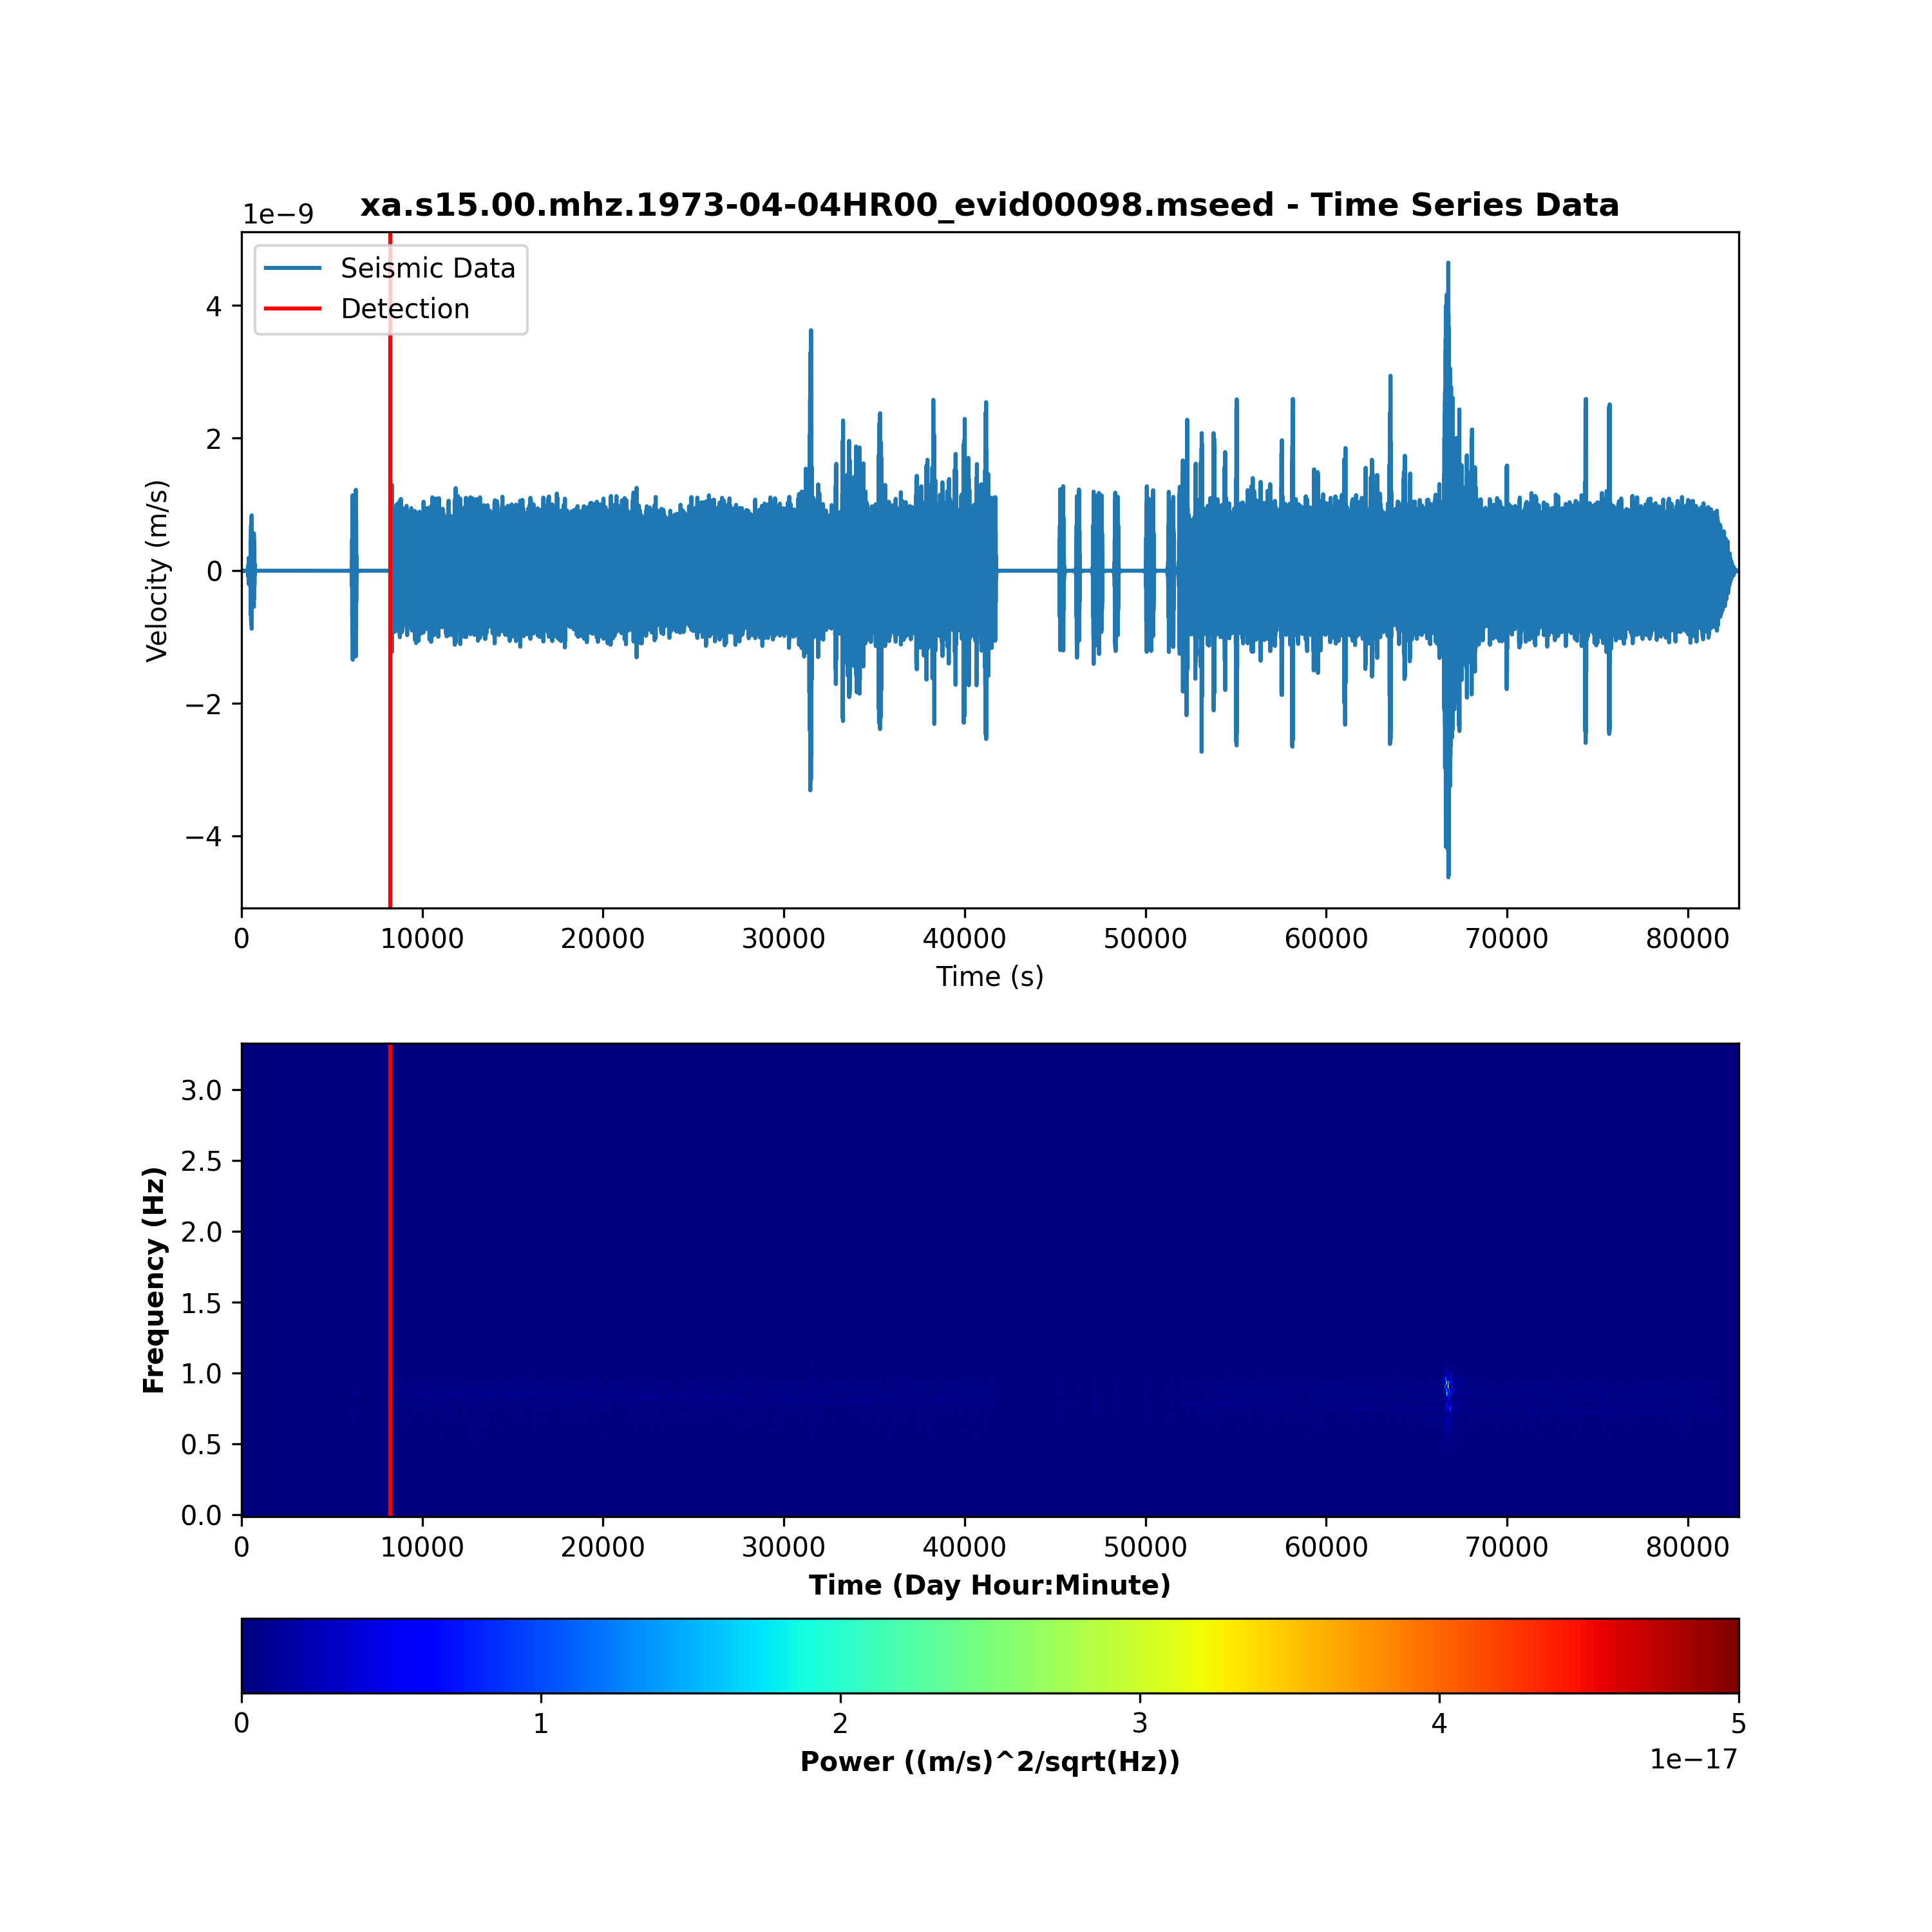 xa.s15.00.mhz.1973-04-04HR00_evid00098.mseed - Time Series Data
1e−9
Seismic Data
Detection
4
2
0
−2
−4
Velocity (m/s)
0 10000 20000 30000 40000 50000 60000 70000 80000
Time (s)
3.0
2.5
2.0
1.5
1.0
0.5
0.0
Frequency (Hz)
0 10000 20000 30000 40000 50000 60000 70000 80000
Time (Day Hour:Minute)
0 1 2 3 4 5
Power ((m/s)^2/sqrt(Hz))
1e−17